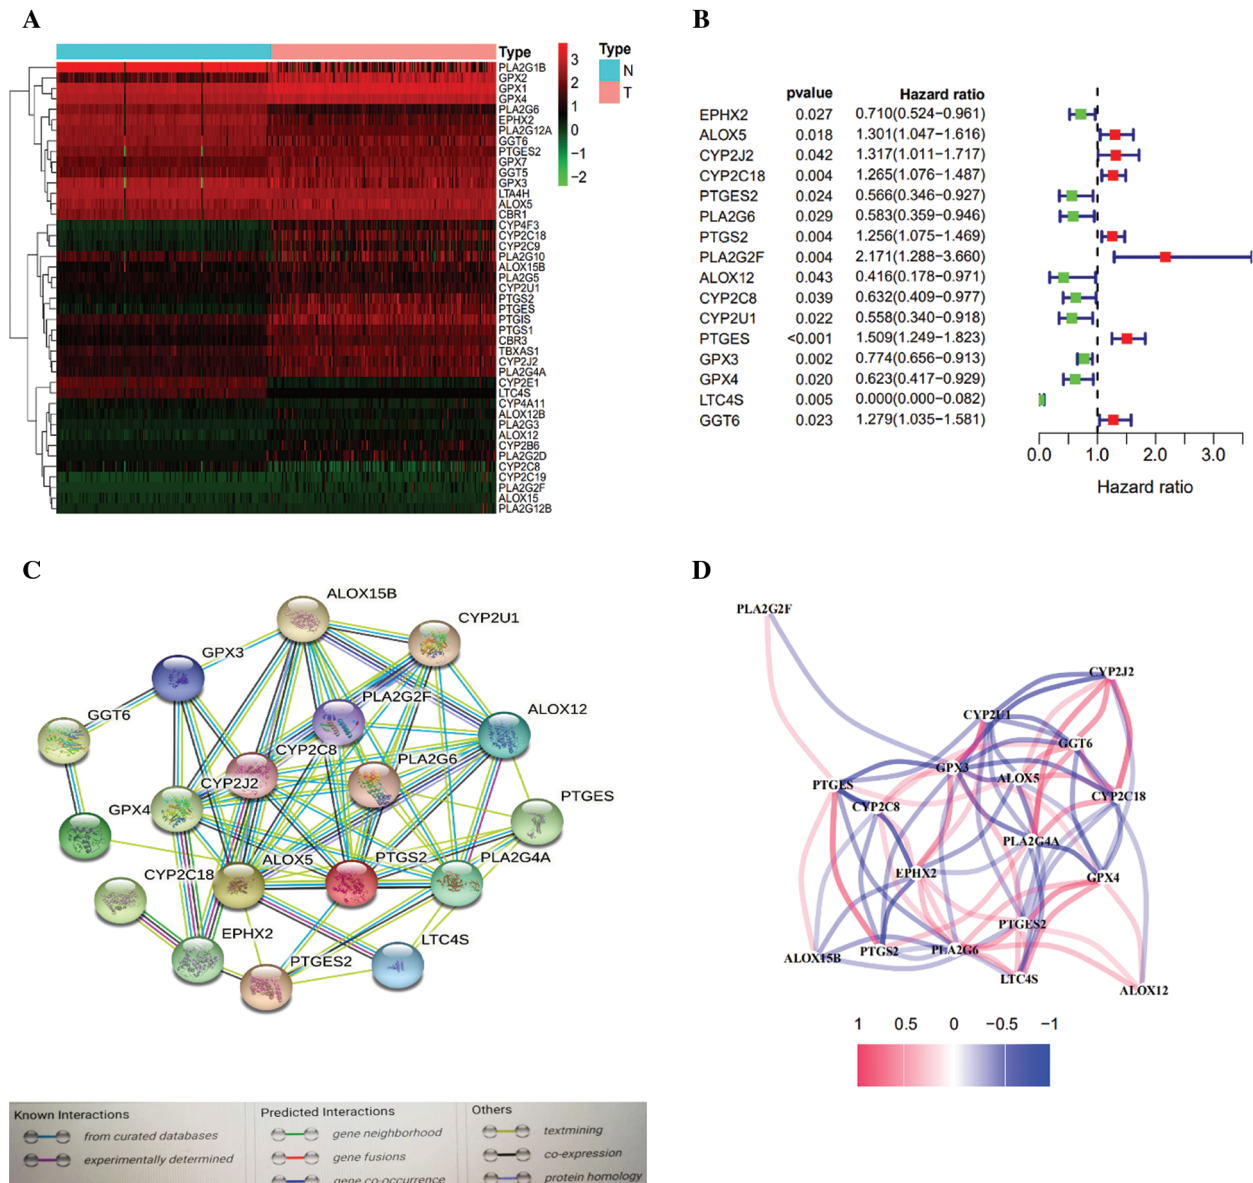 A
Type
PLA2G1B
GPX2
GPX1
GPX4
PLA2G6
EPHX2
PLA2G12A
GGT6
PTGES2
GPX7
GGT5
GPX3
LTA4H
ALOX5
CBR1
CYP4F3
CYP2C18
CYP2C9
PLA2G10
ALOX15B
PLA2G5
CYP2U1
PTGS2
PTGES
PTGIS
PTGS1
CBR3
TBXAS1
CYP2J2
PLA2G4A
CYP2E1
LTC4S
CYP4A11
ALOX12B
PLA2G3
ALOX12
CYP2B6
PLA2G2D
CYP2C8
CYP2C19
PLA2G2F
ALOX15
PLA2G12B
3
2
1
0
−1
−2
Type
N
T
B
pvalue Hazard ratio
EPHX2 0.027 0.710(0.524−0.961)
ALOX5 0.018 1.301(1.047−1.616)
CYP2J2 0.042 1.317(1.011−1.717)
CYP2C18 0.004 1.265(1.076−1.487)
PTGES2 0.024 0.566(0.346−0.927)
PLA2G6 0.029 0.583(0.359−0.946)
PTGS2 0.004 1.256(1.075−1.469)
PLA2G2F 0.004 2.171(1.288−3.660)
ALOX12 0.043 0.416(0.178−0.971)
CYP2C8 0.039 0.632(0.409−0.977)
CYP2U1 0.022 0.558(0.340−0.918)
PTGES <0.001 1.509(1.249−1.823)
GPX3 0.002 0.774(0.656−0.913)
GPX4 0.020 0.623(0.417−0.929)
LTC4S 0.005 0.000(0.000−0.082)
GGT6 0.023 1.279(1.035−1.581)
0.0 1.0 2.0 3.0
Hazard ratio
C
ALOX15B
CYP2U1
GPX3
PLA2G2F
GGT6
ALOX12
CYP2C8
PLA2G6
CYP2J2
PTGES
GPX4
ALOX5
PTGS2
PLA2G4A
CYP2C18
EPHX2
LTC4S
PTGES2
Known Interactions
from curated databases
experimentally determined
Predicted Interactions
gene neighborhood
gene fusions
gene co-occurrence
Others
textmining
co-expression
protein homology
D
PLA2G2F
CYP2J2
CYP2U1
GGT6
GPX3
ALOX5
PTGES
CYP2C18
CYP2C8
PLA2G4A
EPHX2
GPX4
PTGES2
PTGS2
PLA2G6
ALOX15B
LTC4S
ALOX12
1 0.5 0 −0.5 −1